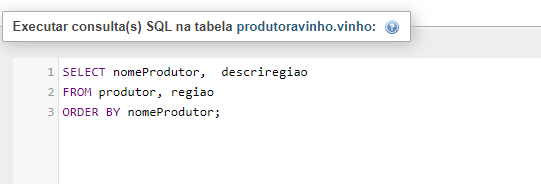 Executar consulta(s) SQL na tabela produtoravinho.vinho:
1 SELECT nomeProdutor,  descriregiao
2 FROM produtor, regiao
3 ORDER BY nomeProdutor;